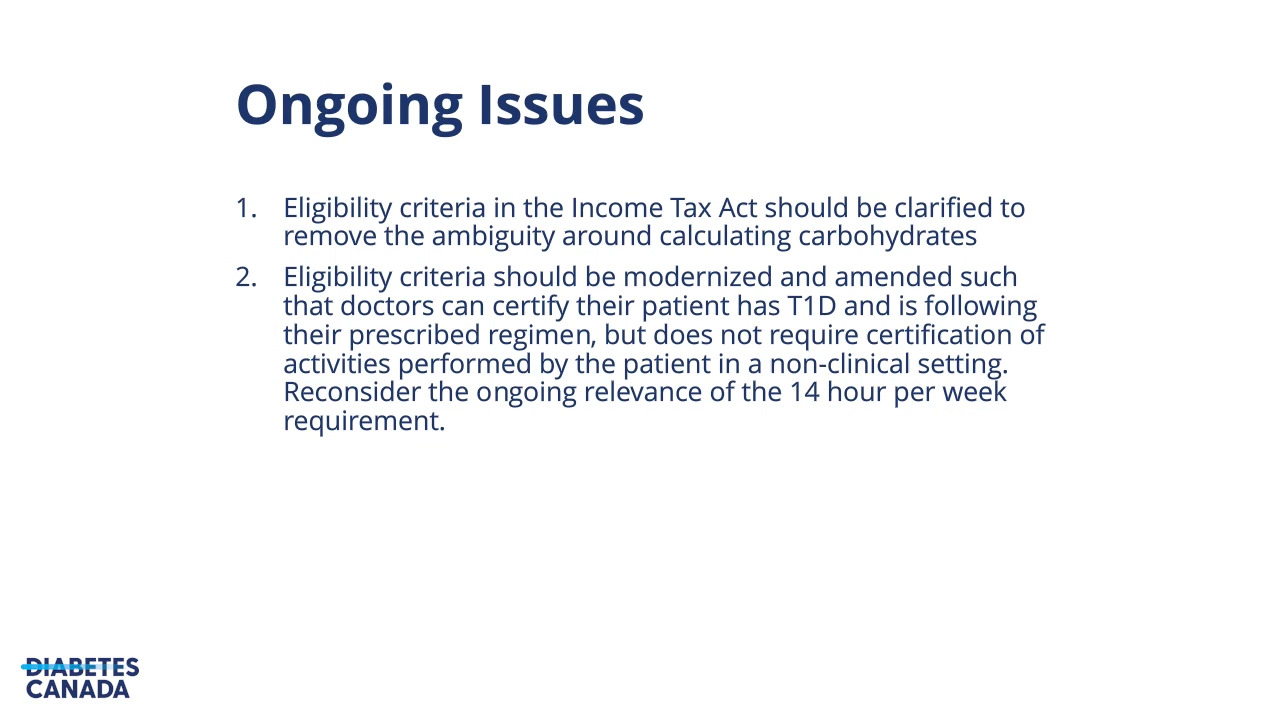 Ongoing Issues
1. Eligibility criteria in the Income Tax Act should be clarified to
remove the ambiguity around calculating carbohydrates
2. Eligibility criteria should be modernized and amended such
that doctors can certify their patient has T1D and is following
their prescribed regimen, but does not require certification of
activities performed by the patient in a non-clinical setting.
Reconsider the ongoing relevance of the 14 hour per week
requirement.
DIABETES
CANADA